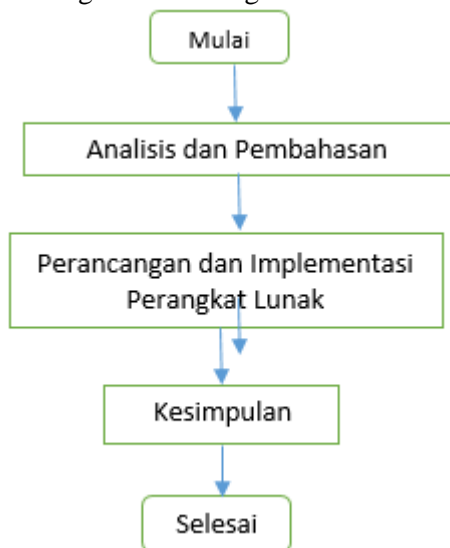 Mulai
Analisis dan Pembahasan
Perancangan dan Implementasi
Perangkat Lunak
Kesimpulan
Selesai